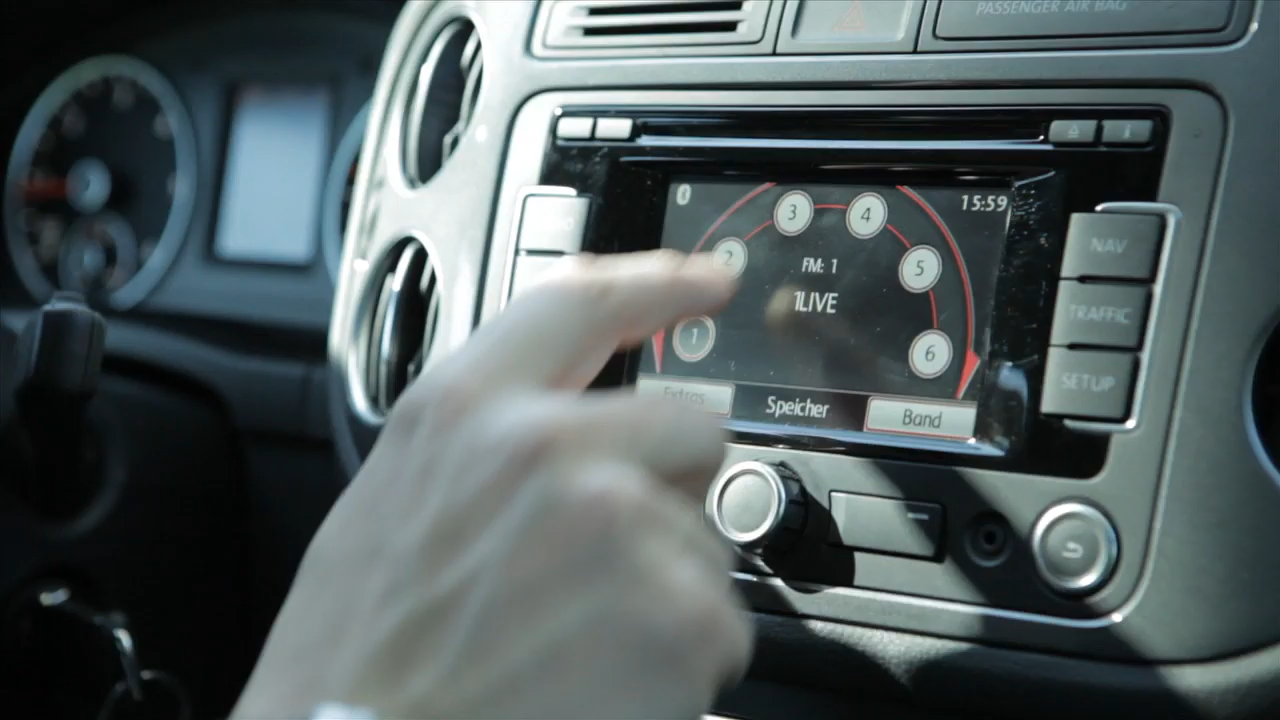 PASSENGER AIR BAG
15:59
3
4
2
5
FM: 1
1LIVE
1
6
Extras
Speicher
Band
NAV
TRAFFIC
SETUP